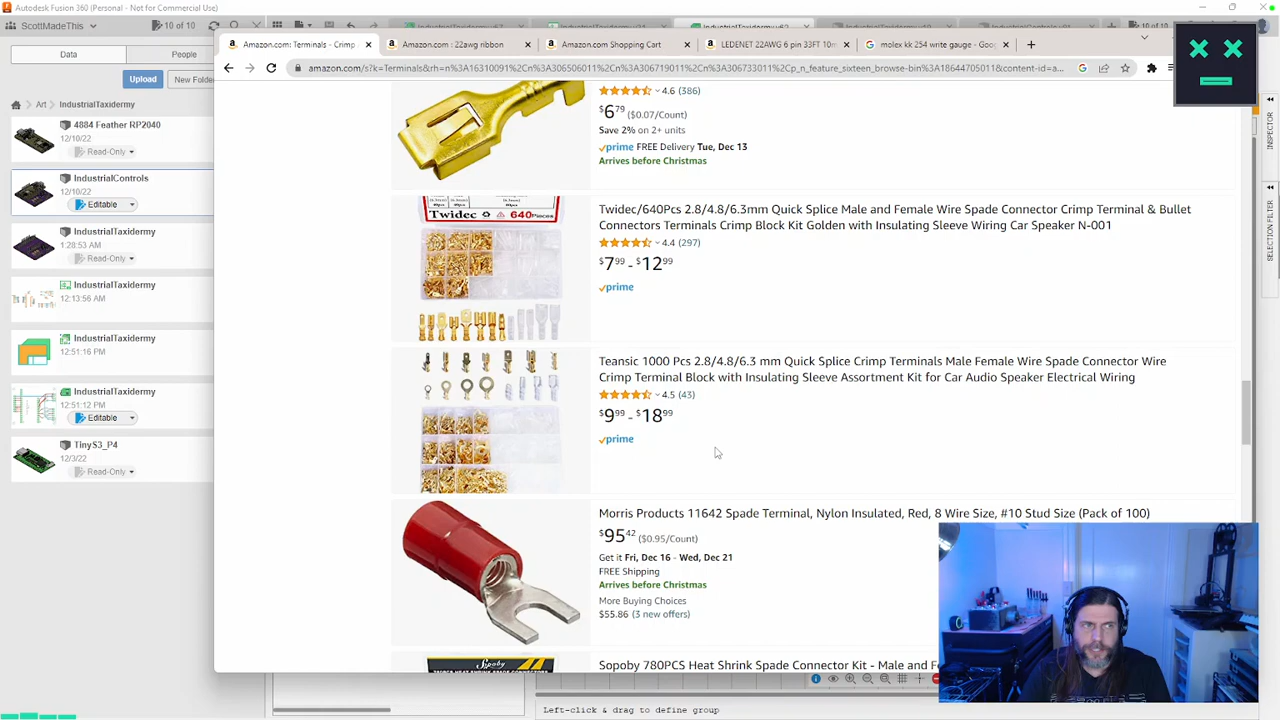 Autodesk Fusion 360 (Personal - Not for Commercial Use)
ScottMadeThis
10 of 10
Data
People
Upload
New Folder
Art
IndustrialTaxidermy
4884 Feather RP2040
12/10/22
Read-Only
IndustrialControls
12/10/22
Editable
IndustrialTaxidermy
1:28:53 AM
IndustrialTaxidermy
12:13:56 AM
IndustrialTaxidermy
12:51:16 PM
IndustrialTaxidermy
12:51:12 PM
Editable
TinyS3_P4
12/3/22
Read-Only
Amazon.com: Terminals - Crimp
Amazon.com : 22awg ribbon
Amazon.com Shopping Cart
LEDENET 22AWG 6 pin 33FT 10m
molex kk 254 write gauge - Goog
amazon.com/s?k=Terminals&rh=n%3A16310091%2Cn%3A306506011%2Cn%3A306719011%2Cn%3A306733011%2Cp_n_feature_sixteen_browse-bin%3A18644705011&content-id=a...
4.6 (386)
$6.79 ($0.07/Count)
Save 2% on 2+ units
prime FREE Delivery Tue, Dec 13
Arrives before Christmas
Twidec 640Pieces
Twidec/640Pcs 2.8/4.8/6.3mm Quick Splice Male and Female Wire Spade Connector Crimp Terminal & Bullet
Connectors Terminals Crimp Block Kit Golden with Insulating Sleeve Wiring Car Speaker N-001
4.4 (297)
$7.99 - $12.99
prime
Teansic 1000 Pcs 2.8/4.8/6.3 mm Quick Splice Crimp Terminals Male Female Wire Spade Connector Wire
Crimp Terminal Block with Insulating Sleeve Assortment Kit for Car Audio Speaker Electrical Wiring
4.5 (43)
$9.99 - $18.99
prime
Morris Products 11642 Spade Terminal, Nylon Insulated, Red, 8 Wire Size, #10 Stud Size (Pack of 100)
$95.42 ($0.95/Count)
Get it Fri, Dec 16 - Wed, Dec 21
FREE Shipping
Arrives before Christmas
More Buying Choices
$55.86 (3 new offers)
Sopoby
Sopoby 780PCS Heat Shrink Spade Connector Kit - Male and Fe
INSPECTOR
SELECTION FILTER
Left-click & drag to define group